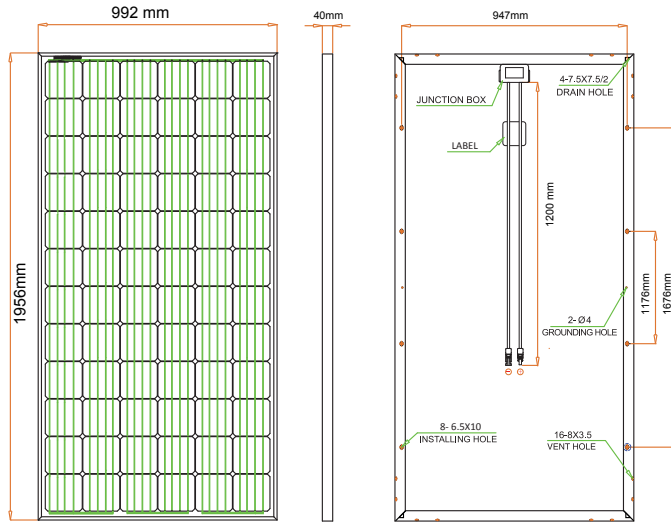 992 mm
40mm
947mm
1956mm
JUNCTION BOX
4-7.5X7.5/2
DRAIN HOLE
LABEL
1200 mm
1176mm
1676mm
2- Ø4
GROUNDING HOLE
8- 6.5X10
INSTALLING HOLE
16-8X3.5
VENT HOLE